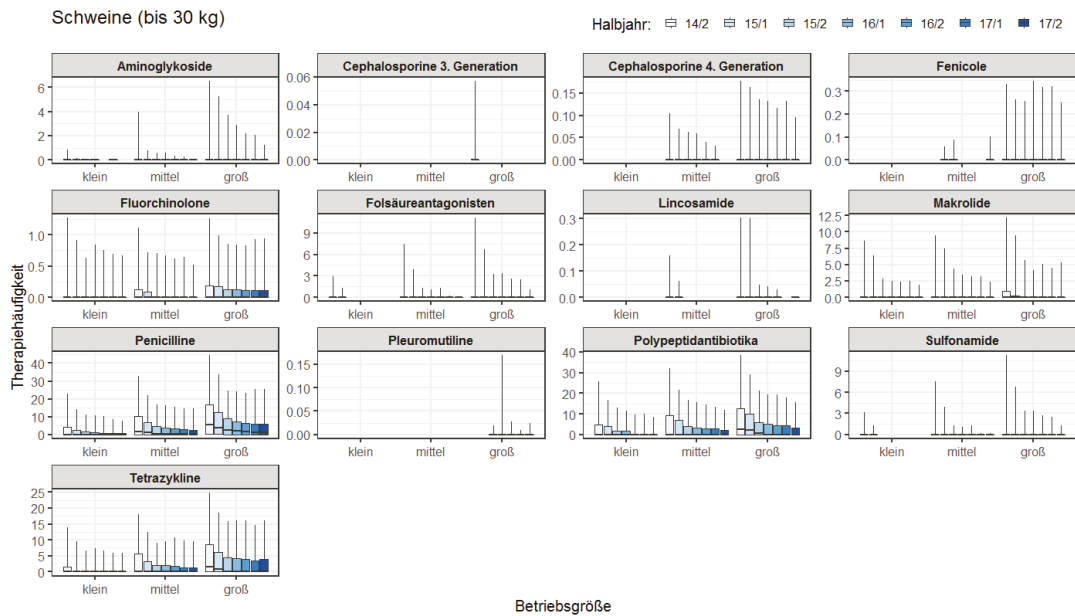 Schweine (bis 30 kg)
Halbjahr: 14/2 15/1 15/2 16/1 16/2 17/1 17/2
Aminoglykoside
6
4
2
0
klein mittel groß
Cephalosporine 3. Generation
0.06
0.04
0.02
0.00
klein mittel groß
Cephalosporine 4. Generation
0.15
0.10
0.05
0.00
klein mittel groß
Fenicole
0.3
0.2
0.1
0.0
klein mittel groß
Fluorchinolone
1.0
0.5
0.0
klein mittel groß
Folsäureantagonisten
9
6
3
0
klein mittel groß
Lincosamide
0.3
0.2
0.1
0.0
klein mittel groß
Makrolide
12.5
10.0
7.5
5.0
2.5
0.0
klein mittel groß
Therapiehäufigkeit
Penicilline
40
30
20
10
0
klein mittel groß
Pleuromutiline
0.15
0.10
0.05
0.00
klein mittel groß
Polypeptidantibiotika
40
30
20
10
0
klein mittel groß
Sulfonamide
9
6
3
0
klein mittel groß
Tetrazykline
25
20
15
10
5
0
klein mittel groß
Betriebsgröße